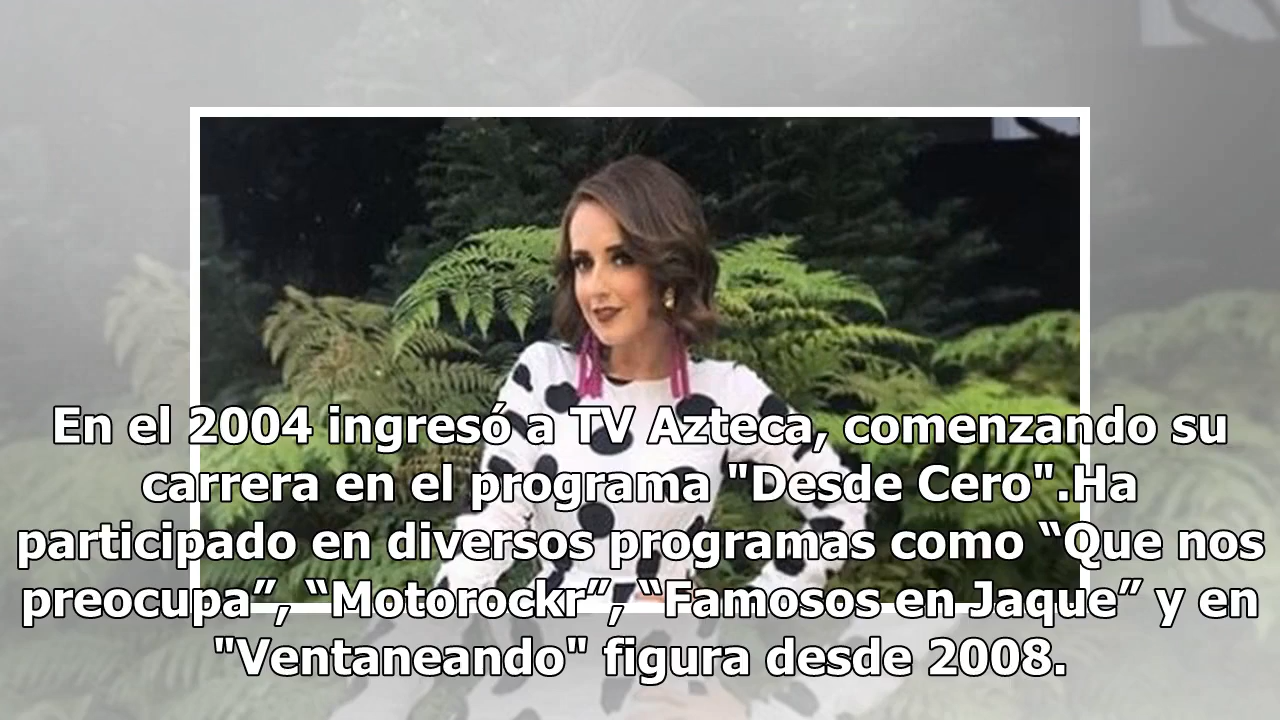 En el 2004 ingresó a TV Azteca, comenzando su
carrera en el programa "Desde Cero".Ha
participado en diversos programas como “Que nos
preocupa”, “Motorockr”, “Famosos en Jaque” y en
"Ventaneando" figura desde 2008.